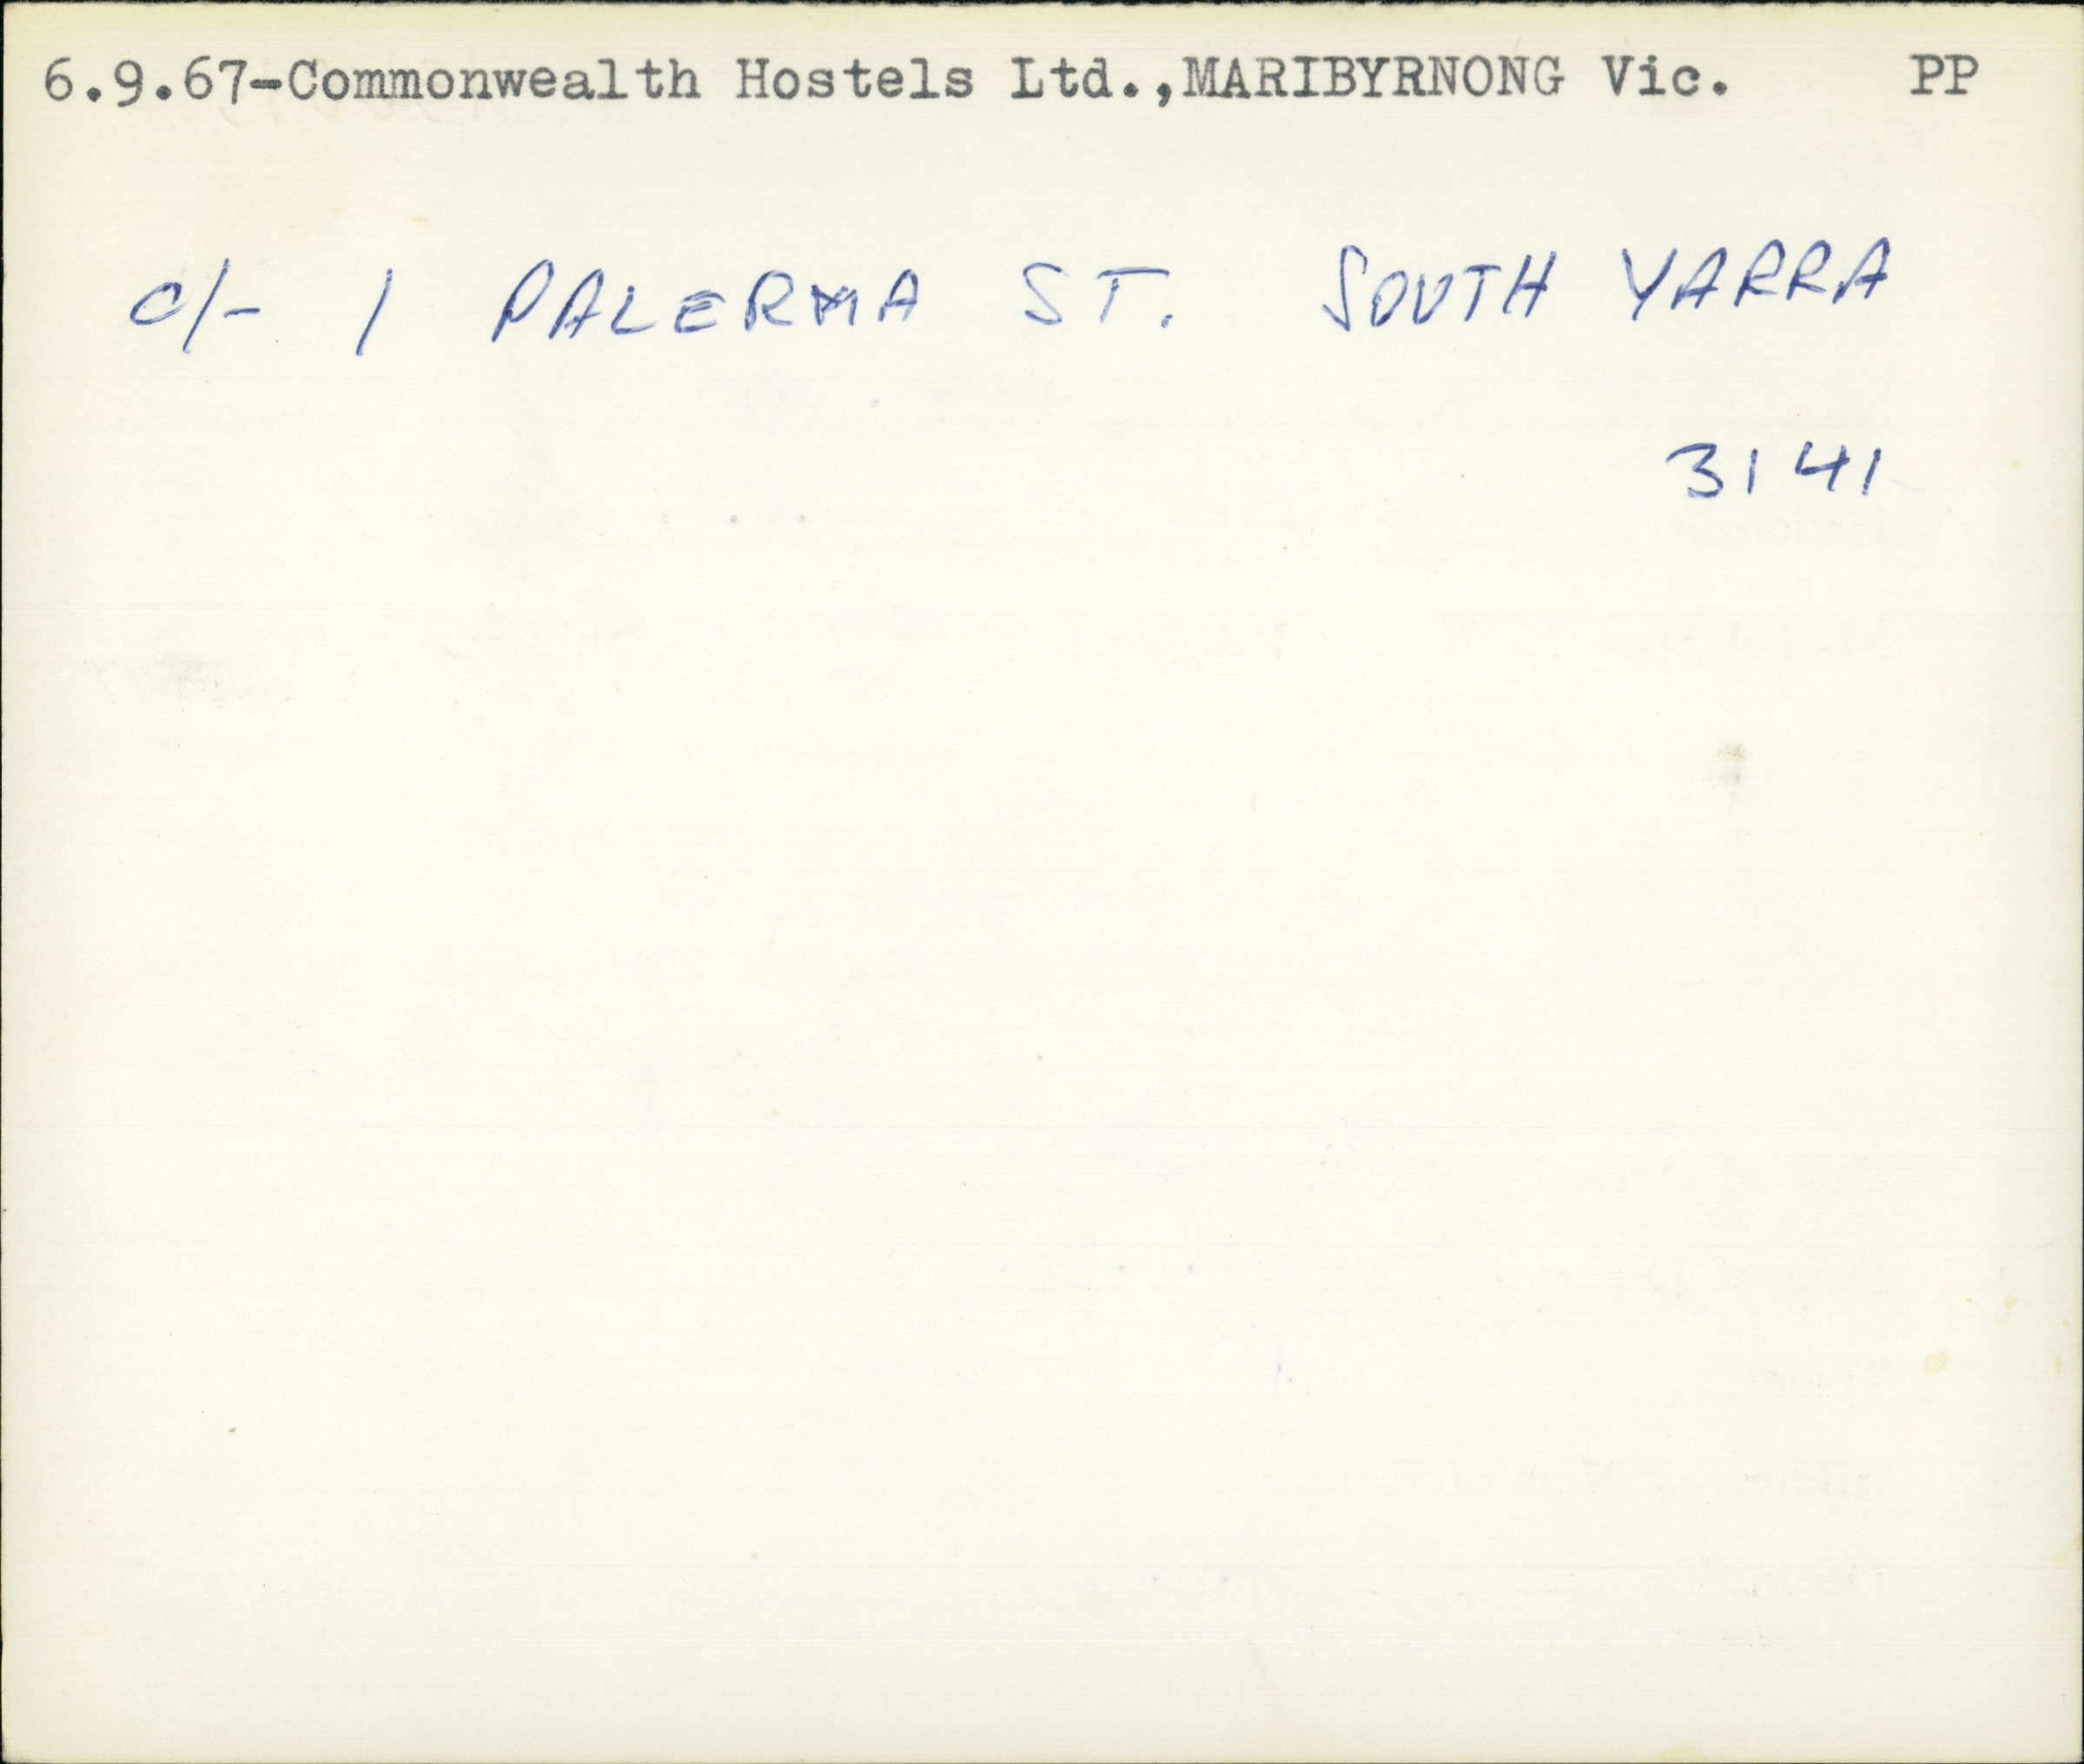 6.9.67-Commonwealth Hostels Ltd.,MARIBYRNONG Vic. PP
c/- 1 PALERMA ST. SOUTH YARRA
3141